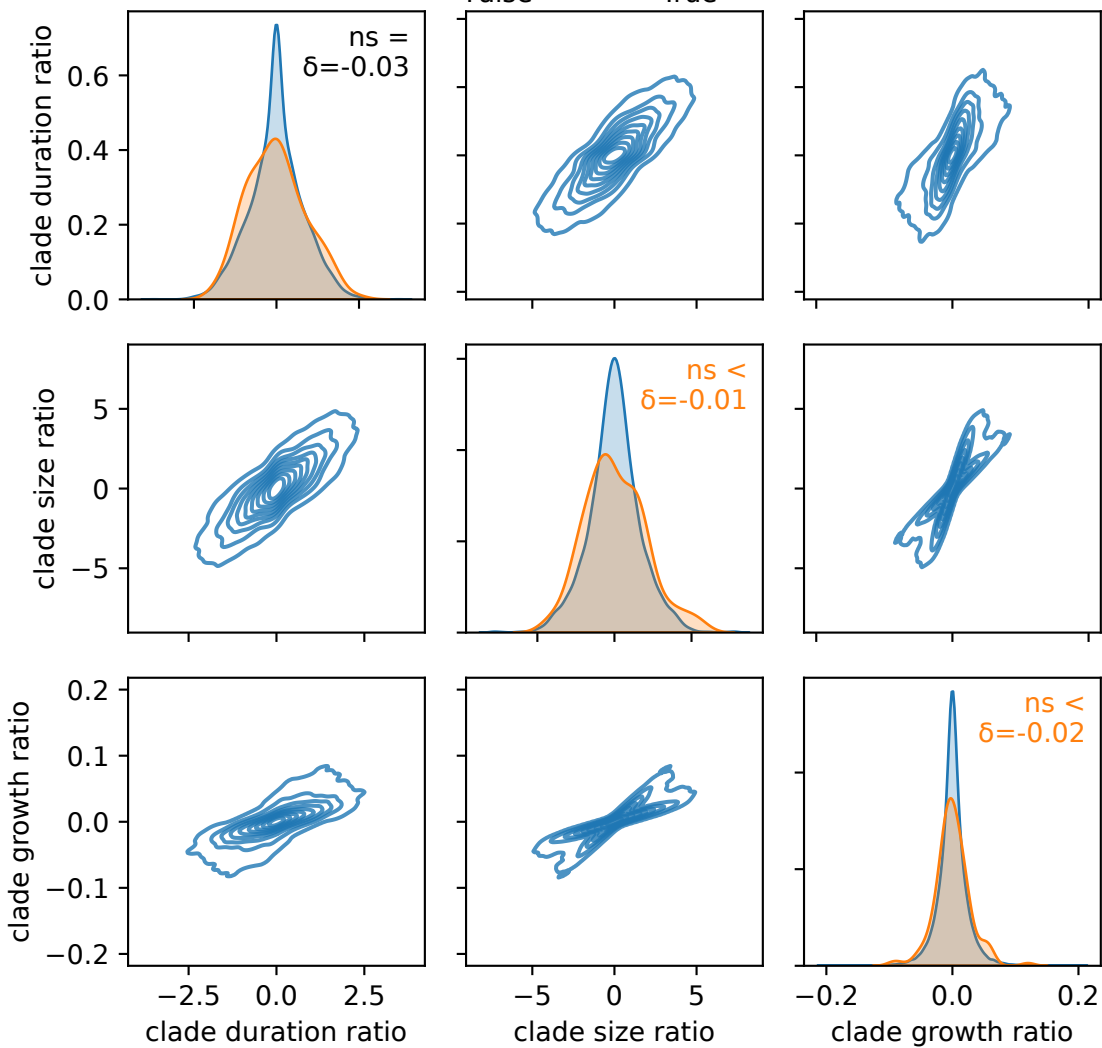 ns =
δ=-0.03
clade duration ratio
0.6
0.4
0.2
0.0
ns <
δ=-0.01
clade size ratio
5
0
−5
ns <
δ=-0.02
clade growth ratio
0.2
0.1
0.0
−0.1
−0.2
−2.5 0.0 2.5
−5 0 5
−0.2 0.0 0.2
clade duration ratio
clade size ratio
clade growth ratio